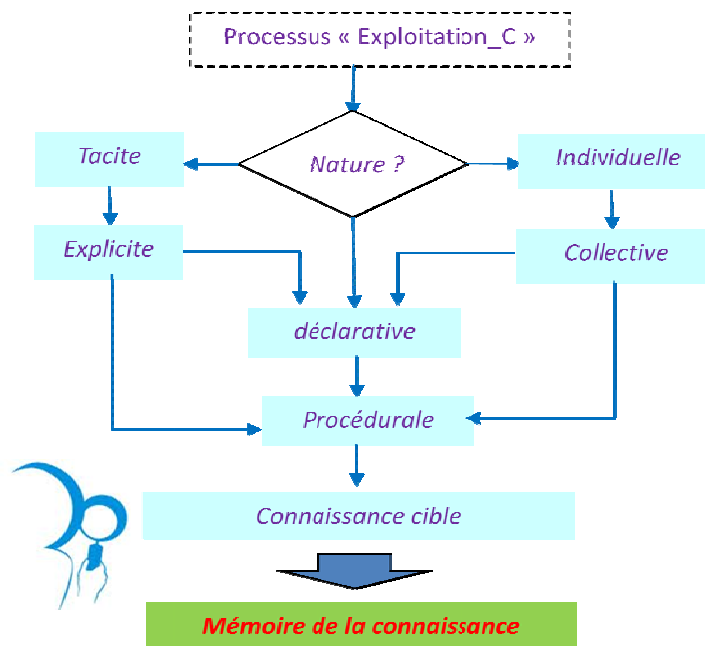 Processus « Exploitation_C »
Tacite
Nature ?
Individuelle
Explicite
Collective
déclarative
Procédurale
Connaissance cible
Mémoire de la connaissance